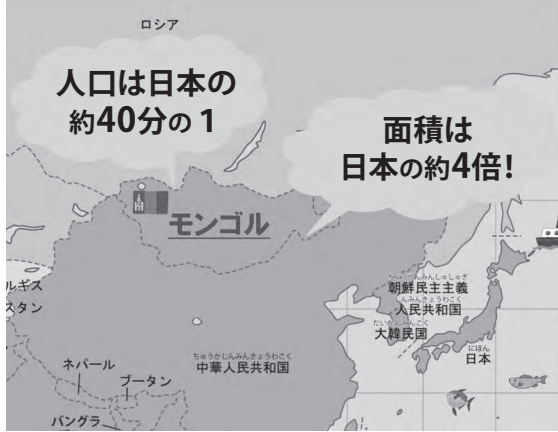 ロシア
人口は日本の
約40分の1
面積は
日本の約4倍!
モンゴル
ルギス
スタン
ちょうせんみんしゅしゅぎ
朝鮮民主主義
じんみんきょうわこく
人民共和国
だいかんみんこく
大韓民国
にほん
日本
ちゅうかじんみんきょうわこく
中華人民共和国
ネパール
ブータン
バングラ